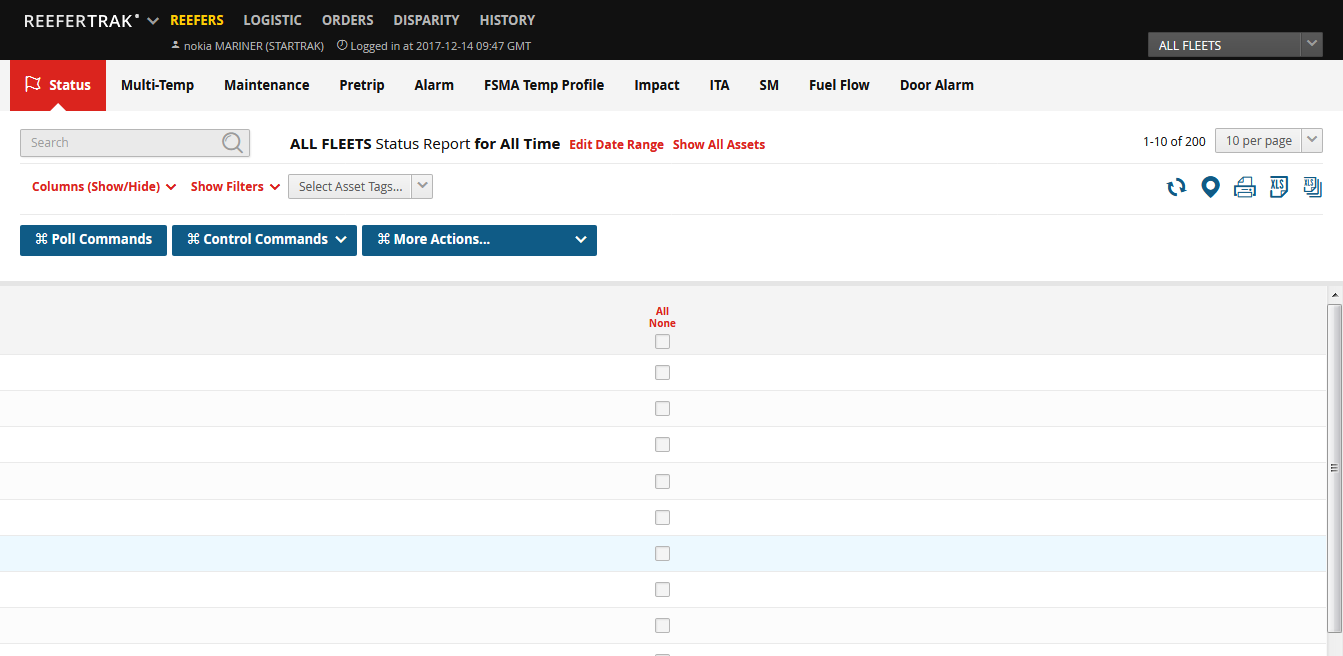 REEFERTRAK
REEFERS LOGISTIC ORDERS DISPARITY HISTORY
nokia MARINER (STARTRAK) Logged in at 2017-12-14 09:47 GMT
ALL FLEETS
Status Multi-Temp Maintenance Pretrip Alarm FSMA Temp Profile Impact ITA SM Fuel Flow Door Alarm
Search
ALL FLEETS Status Report for All Time Edit Date Range Show All Assets
1-10 of 200 10 per page
Columns (Show/Hide) Show Filters Select Asset Tags...
XLS XLS
⌘ Poll Commands ⌘ Control Commands ⌘ More Actions...
All
None